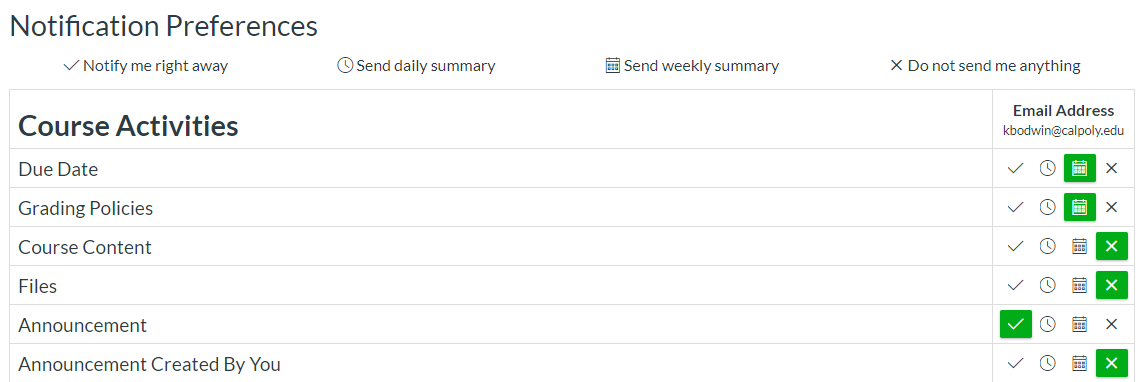 Notification Preferences
Notify me right away Send daily summary Send weekly summary Do not send me anything
Course Activities
Email Address
kbodwin@calpoly.edu
Due Date
Grading Policies
Course Content
Files
Announcement
Announcement Created By You